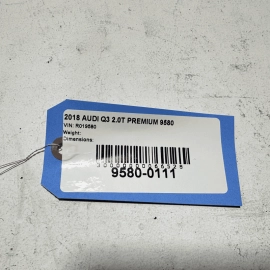 2018 AUDI Q3 2.0T PREMIUM 9580
VIN: R019580
Weight:
Dimensions:
9580-0111